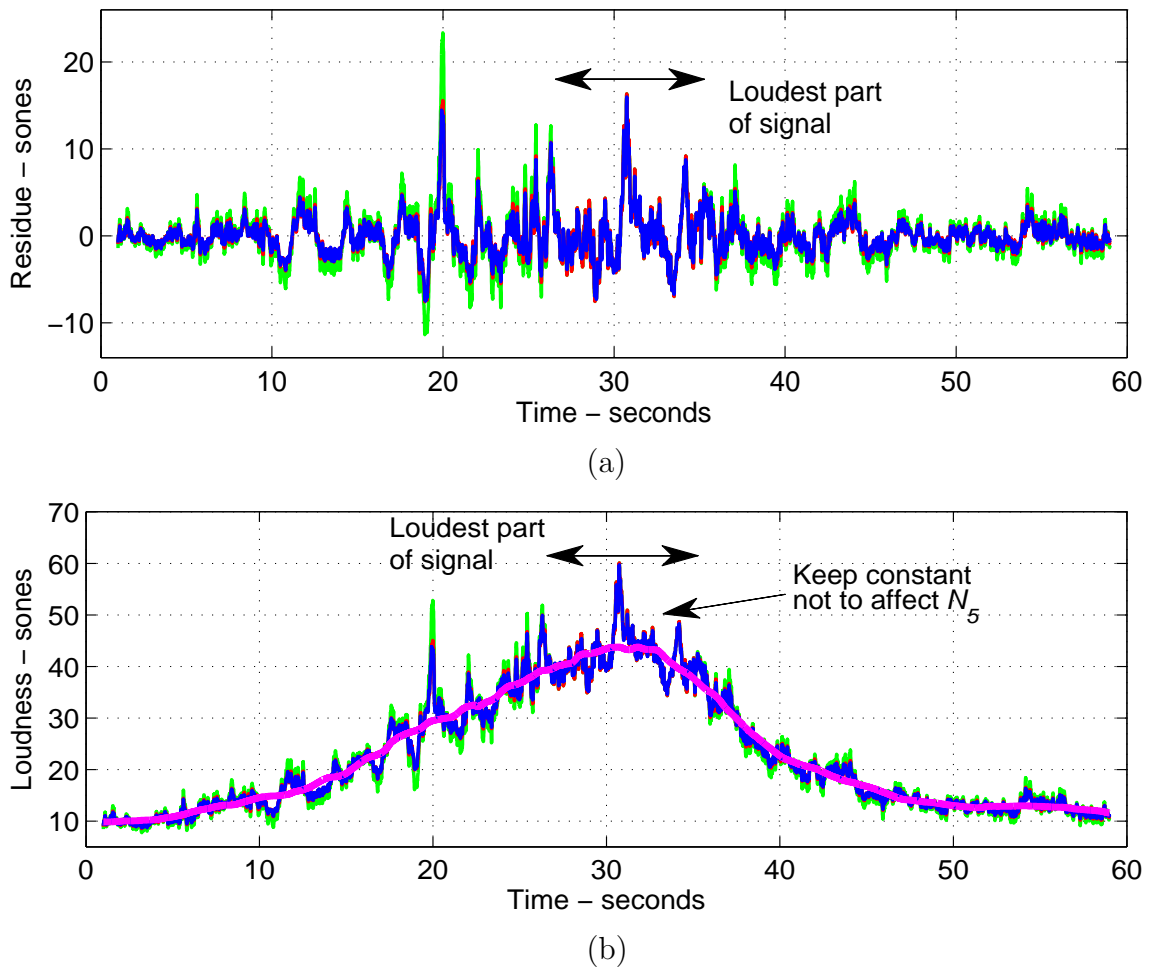 20
10
0
−10
Residue − sones
Loudest part
of signal
0 10 20 30 40 50 60
Time − seconds
(a)
70
60
50
40
30
20
10
Loudness − sones
Loudest part
of signal
Keep constant
not to affect N5
0 10 20 30 40 50 60
Time − seconds
(b)